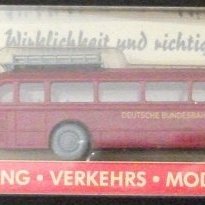 Wirklichkeit und richtig
DEUTSCHE BUNDESBAH
NG • VERKEHRS • MOD